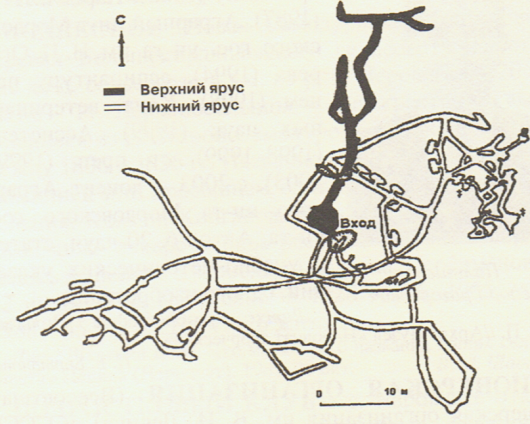 С
Верхний ярус
Нижний ярус
Вход
0 10 м